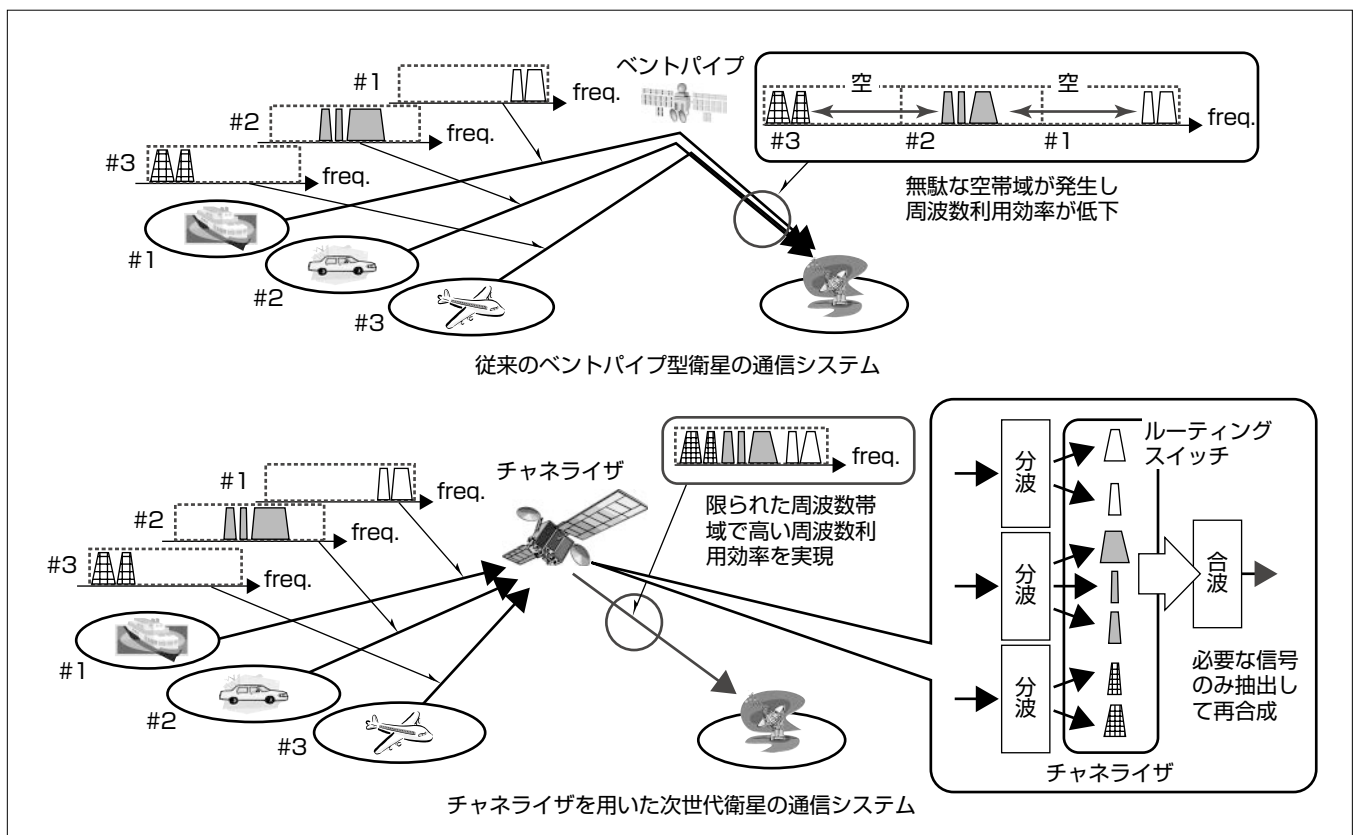 ベントパイプ
#1
freq.
#2
freq.
#3
freq.
#1
#2
#3
空
空
freq.
#3
#2
#1
無駄な空帯域が発生し
周波数利用効率が低下
従来のベントパイプ型衛星の通信システム
チャネライザ
#1
freq.
#2
freq.
#3
freq.
#1
#2
#3
freq.
限られた周波数帯
域で高い周波数利
用効率を実現
分波
分波
分波
ルーティング
スイッチ
合波
必要な信号
のみ抽出し
て再合成
チャネライザ
チャネライザを用いた次世代衛星の通信システム